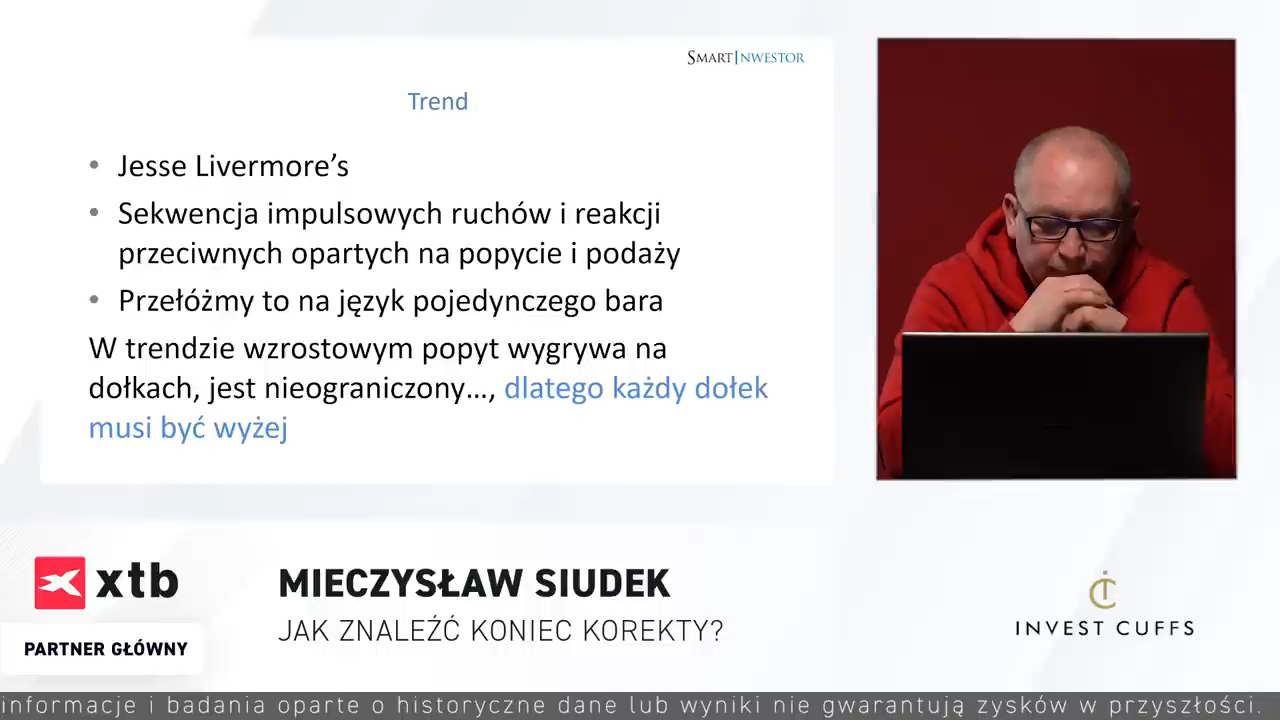 SMARTINWESTOR
Trend
• Jesse Livermore’s
• Sekwencja impulsowych ruchów i reakcji
przeciwnych opartych na popycie i podaży
• Przełóżmy to na język pojedynczego bara
W trendzie wzrostowym popyt wygrywa na
dołkach, jest nieograniczony…, dlatego każdy dołek
musi być wyżej
xtb
PARTNER GŁÓWNY
MIECZYSŁAW SIUDEK
JAK ZNALEŹĆ KONIEC KOREKTY?
INVEST CUFFS
informacje i badania oparte o historyczne dane lub wyniki nie gwarantują zysków w przyszłości.